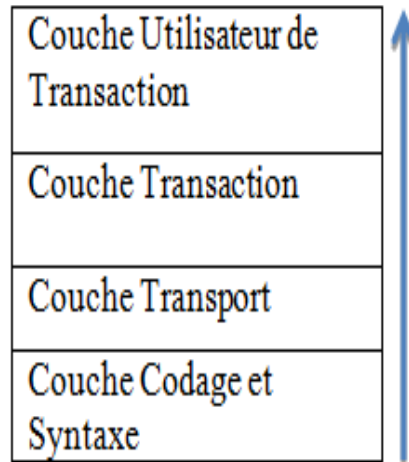 Couche Utilisateur de
Transaction
Couche Transaction
Couche Transport
Couche Codage et
Syntaxe